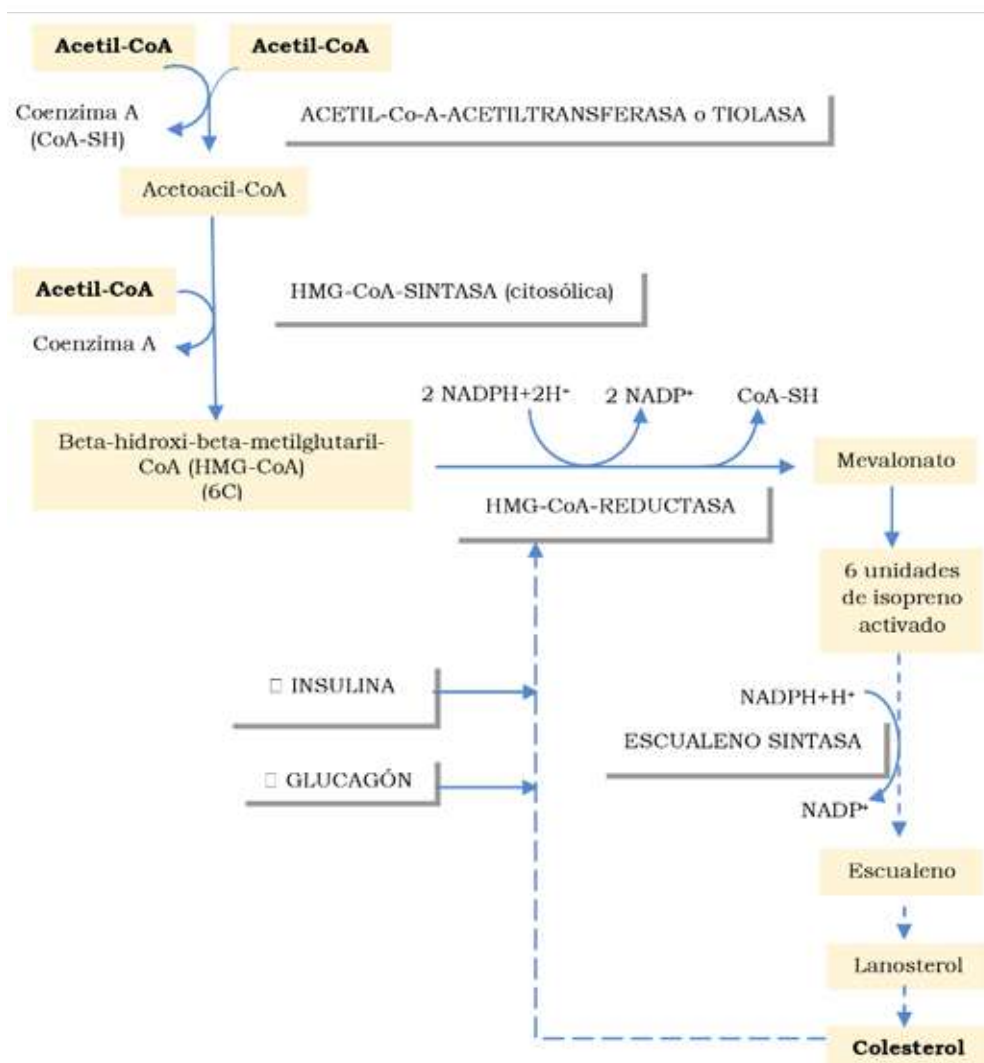 Acetil-CoA
Acetil-CoA
Coenzima A
(CoA-SH)
ACETIL-Co-A-ACETILTRANSFERASA o TIOLASA
Acetoacil-CoA
Acetil-CoA
HMG-CoA-SINTASA (citosólica)
Coenzima A
2 NADPH+2H⁺
2 NADP⁺
CoA-SH
Beta-hidroxi-beta-metilglutaril-
CoA (HMG-CoA)
(6C)
Mevalonato
HMG-CoA-REDUCTASA
6 unidades
de isopreno
activado
□ INSULINA
NADPH+H⁺
ESCUALENO SINTASA
□ GLUCAGÓN
NADP⁺
Escualeno
Lanosterol
Colesterol